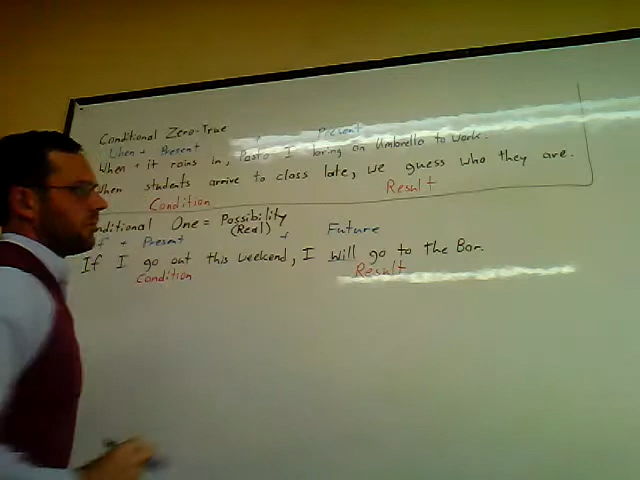 Conditional Zero-True
When + Present , Present
When it rains in Pasto I bring an Umbrella to work.
When students arrive to class late, we guess who they are.
Condition Result
nditional One = Possibility
(Real)
f + Present + Future
If I go out this weekend, I will go to the Bar.
Condition Result